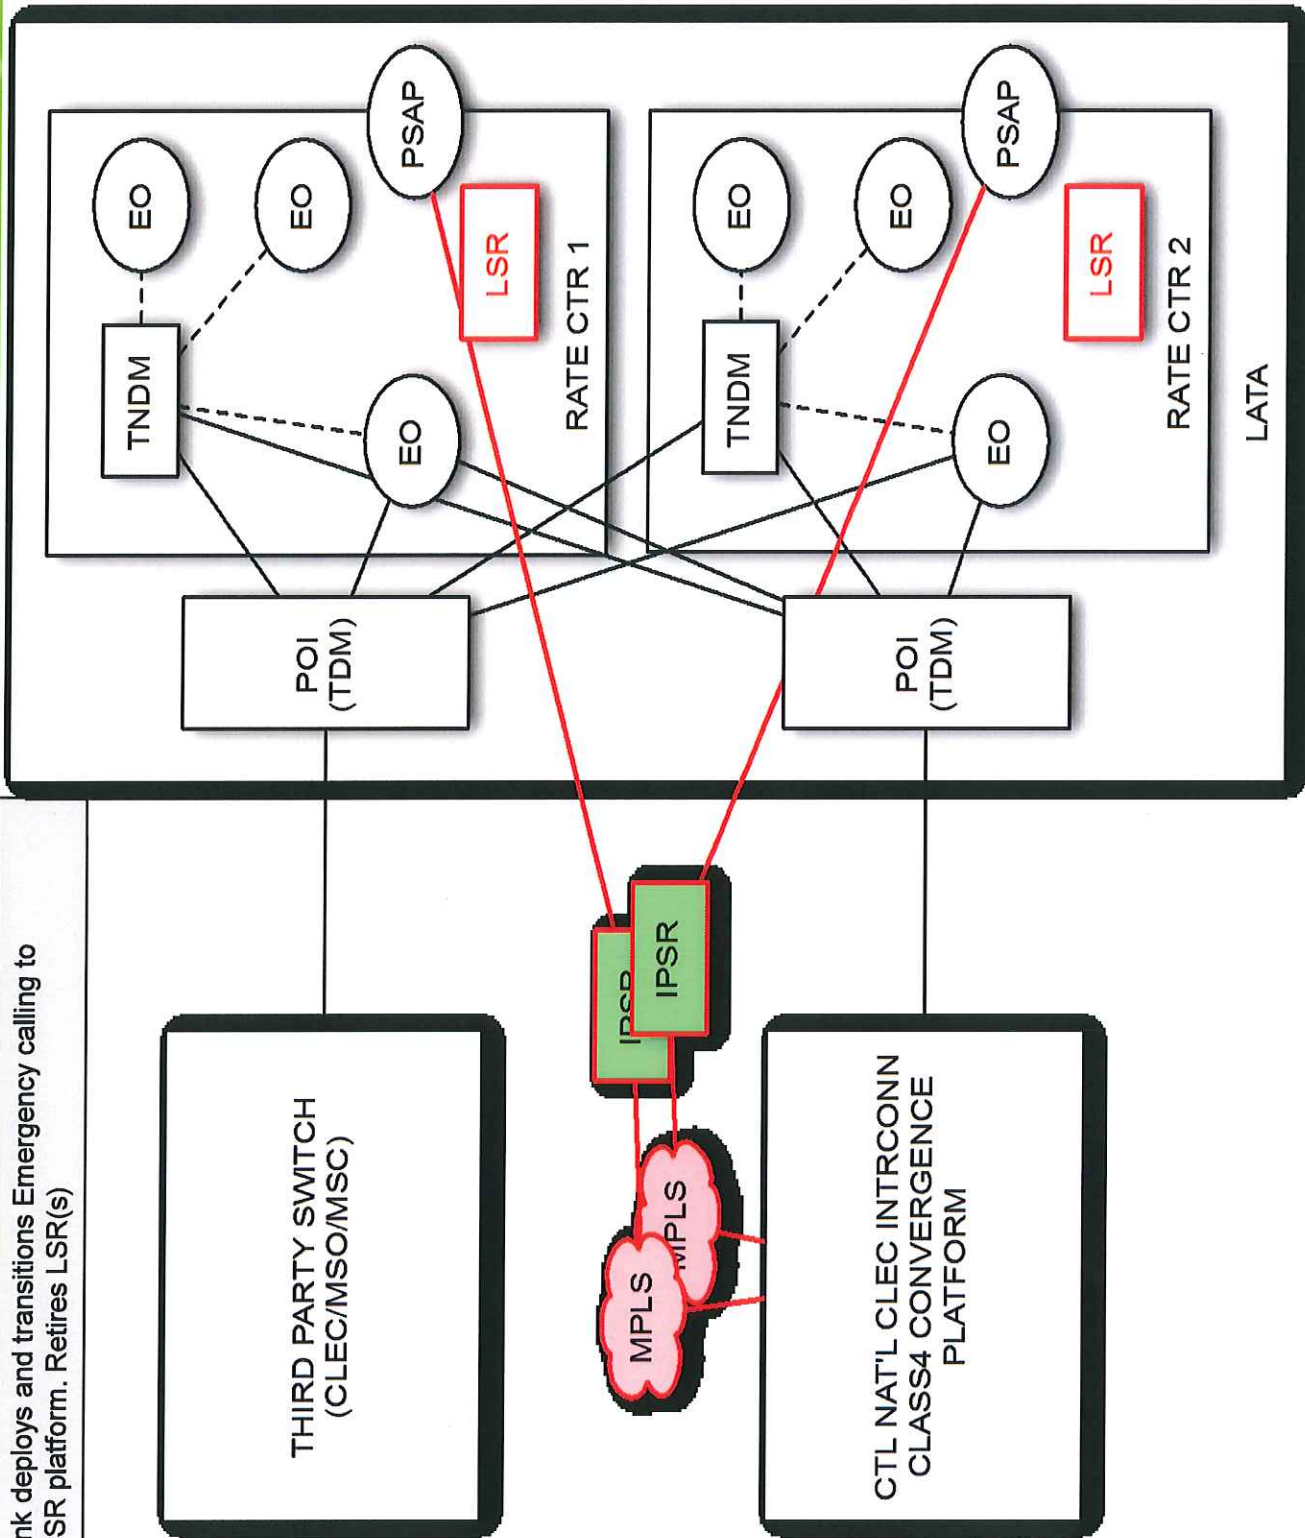 nk deploys and transitions Emergency calling to
SR platform. Retires LSR(s)
THIRD PARTY SWITCH
(CLEC/MSO/MSC)
POI
(TDM)
TNDM
EO
EO
EO
PSAP
LSR
RATE CTR 1
IPSR
MPLS
MPLS
CTL NAT'L CLEC INTRCONN
CLASS4 CONVERGENCE
PLATFORM
POI
(TDM)
TNDM
EO
EO
EO
PSAP
LSR
RATE CTR 2
LATA